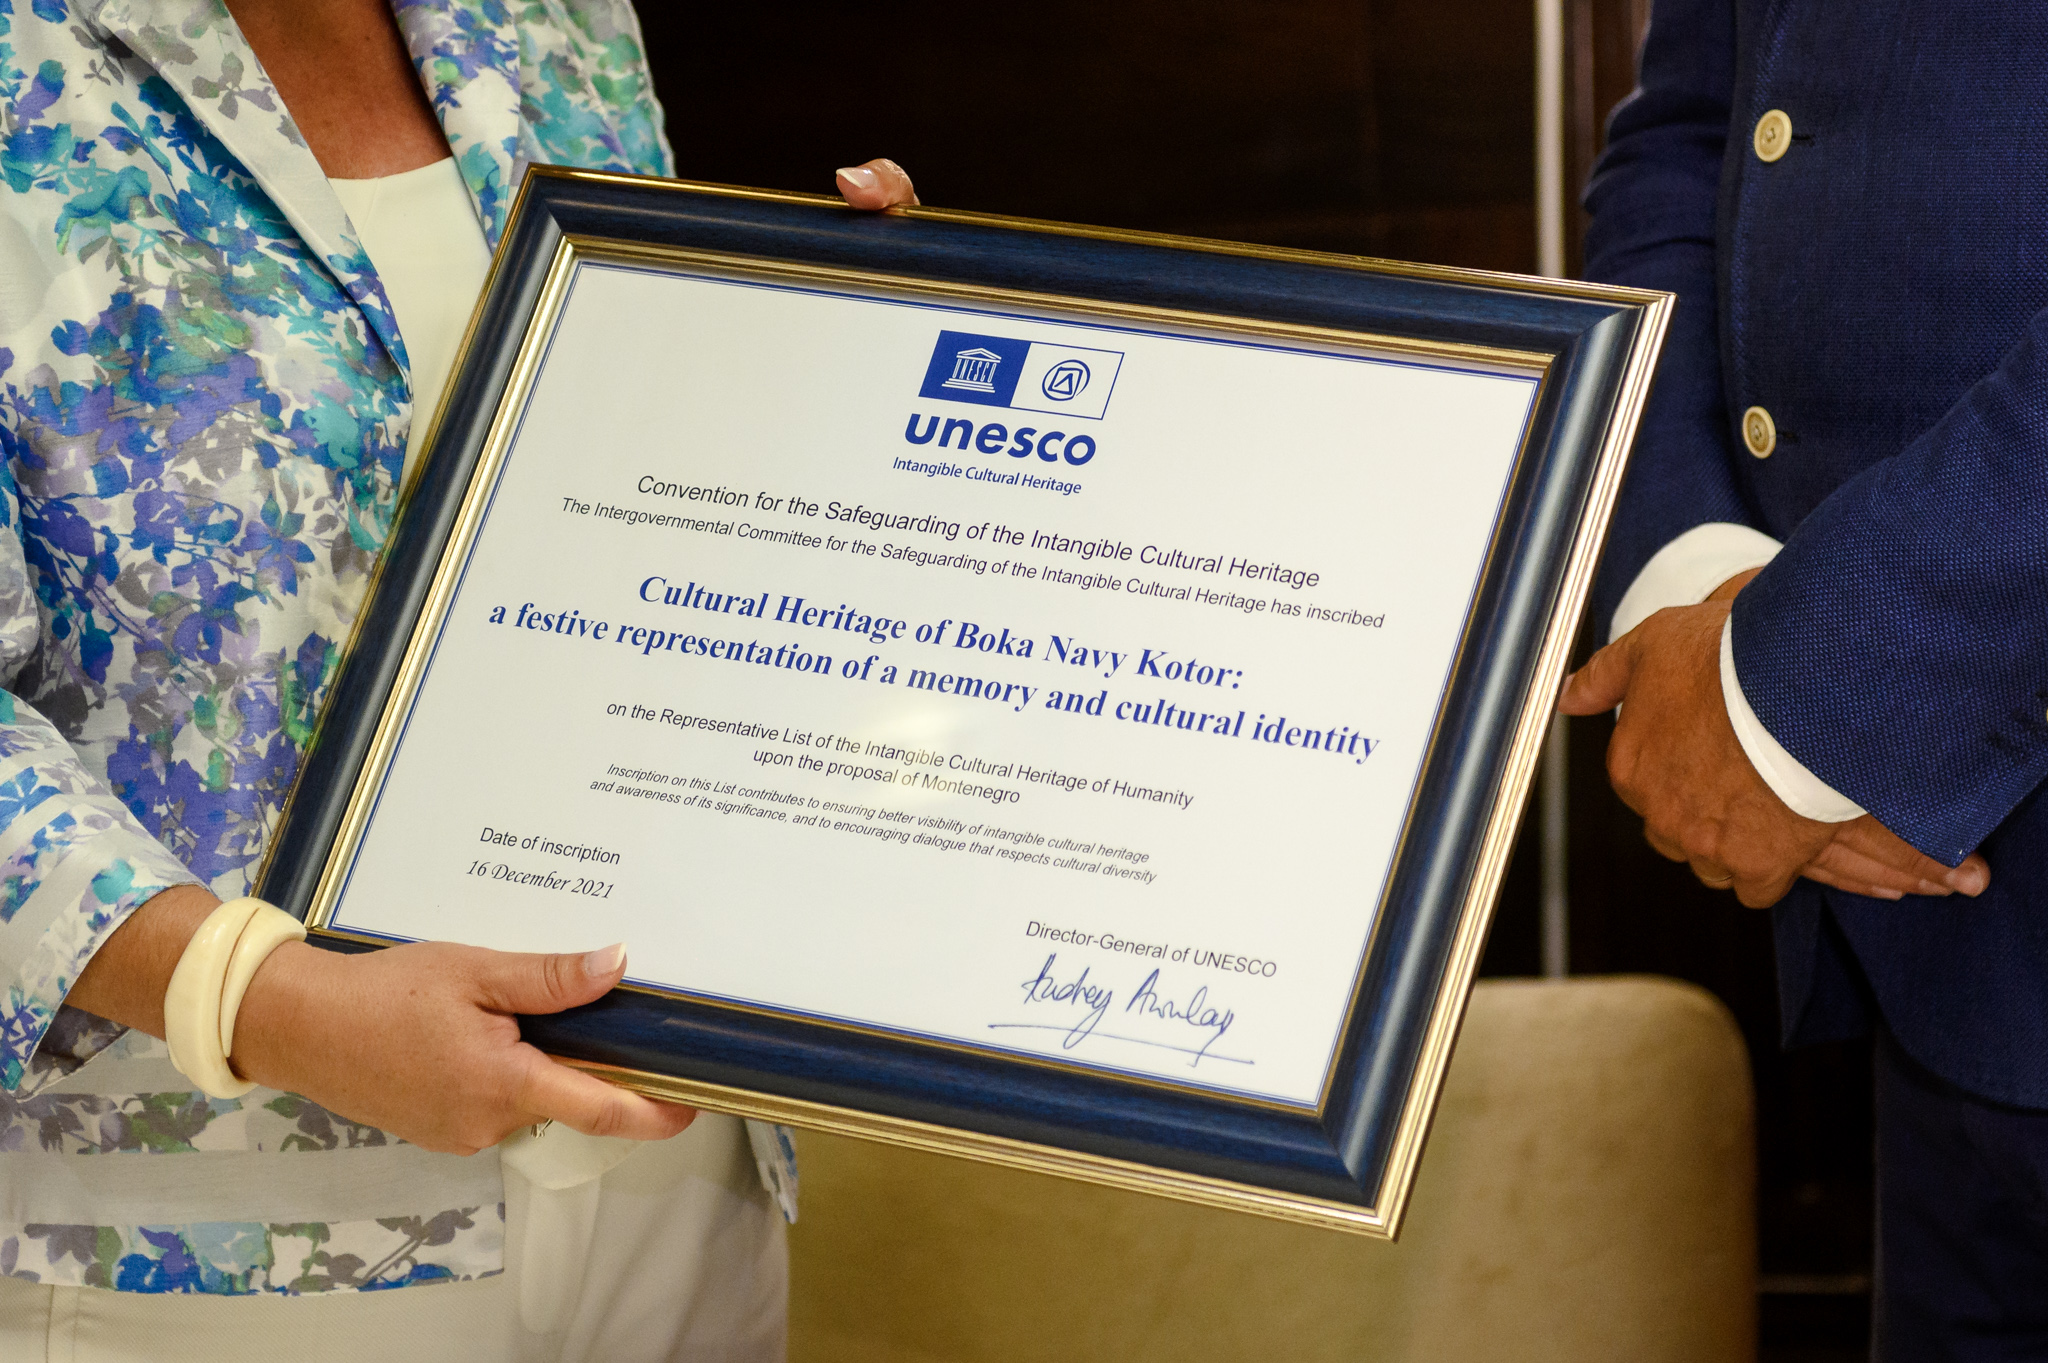 UNESCO
unesco
Intangible Cultural Heritage
Convention for the Safeguarding of the Intangible Cultural Heritage
The Intergovernmental Committee for the Safeguarding of the Intangible Cultural Heritage has inscribed
Cultural Heritage of Boka Navy Kotor:
a festive representation of a memory and cultural identity
on the Representative List of the Intangible Cultural Heritage of Humanity
upon the proposal of Montenegro
Inscription on this List contributes to ensuring better visibility of intangible cultural heritage
and awareness of its significance, and to encouraging dialogue that respects cultural diversity
Date of inscription
16 December 2021
Director-General of UNESCO
Audrey Azoulay